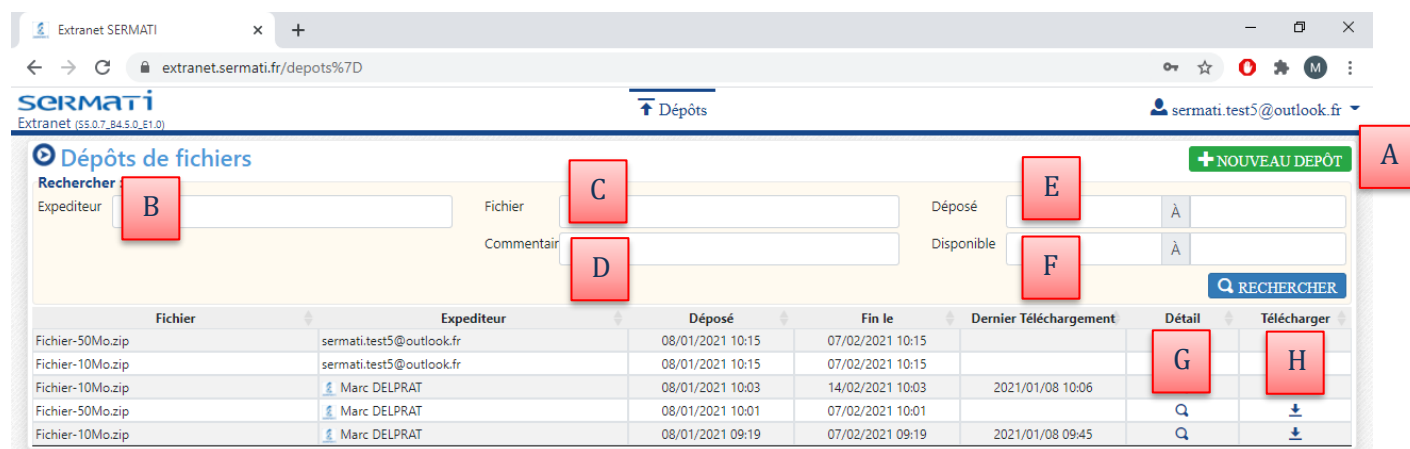 Extranet SERMATI
extranet.sermati.fr/depots%7D
M
sermati
Extranet (S5.0.7_B4.5.0_E1.0)
Dépôts
sermati.test5@outlook.fr
Dépôts de fichiers
NOUVEAU DEPÔT
A
Rechercher :
Expediteur
B
Fichier
C
Déposé
E
À
Commentair
D
Disponible
F
À
RECHERCHER
Fichier Expediteur Déposé Fin le Dernier Téléchargement Détail Télécharger
Fichier-50Mo.zip sermati.test5@outlook.fr 08/01/2021 10:15 07/02/2021 10:15
Fichier-10Mo.zip sermati.test5@outlook.fr 08/01/2021 10:15 07/02/2021 10:15
G H
Fichier-10Mo.zip Marc DELPRAT 08/01/2021 10:03 14/02/2021 10:03 2021/01/08 10:06
Fichier-50Mo.zip Marc DELPRAT 08/01/2021 10:01 07/02/2021 10:01
Fichier-10Mo.zip Marc DELPRAT 08/01/2021 09:19 07/02/2021 09:19 2021/01/08 09:45